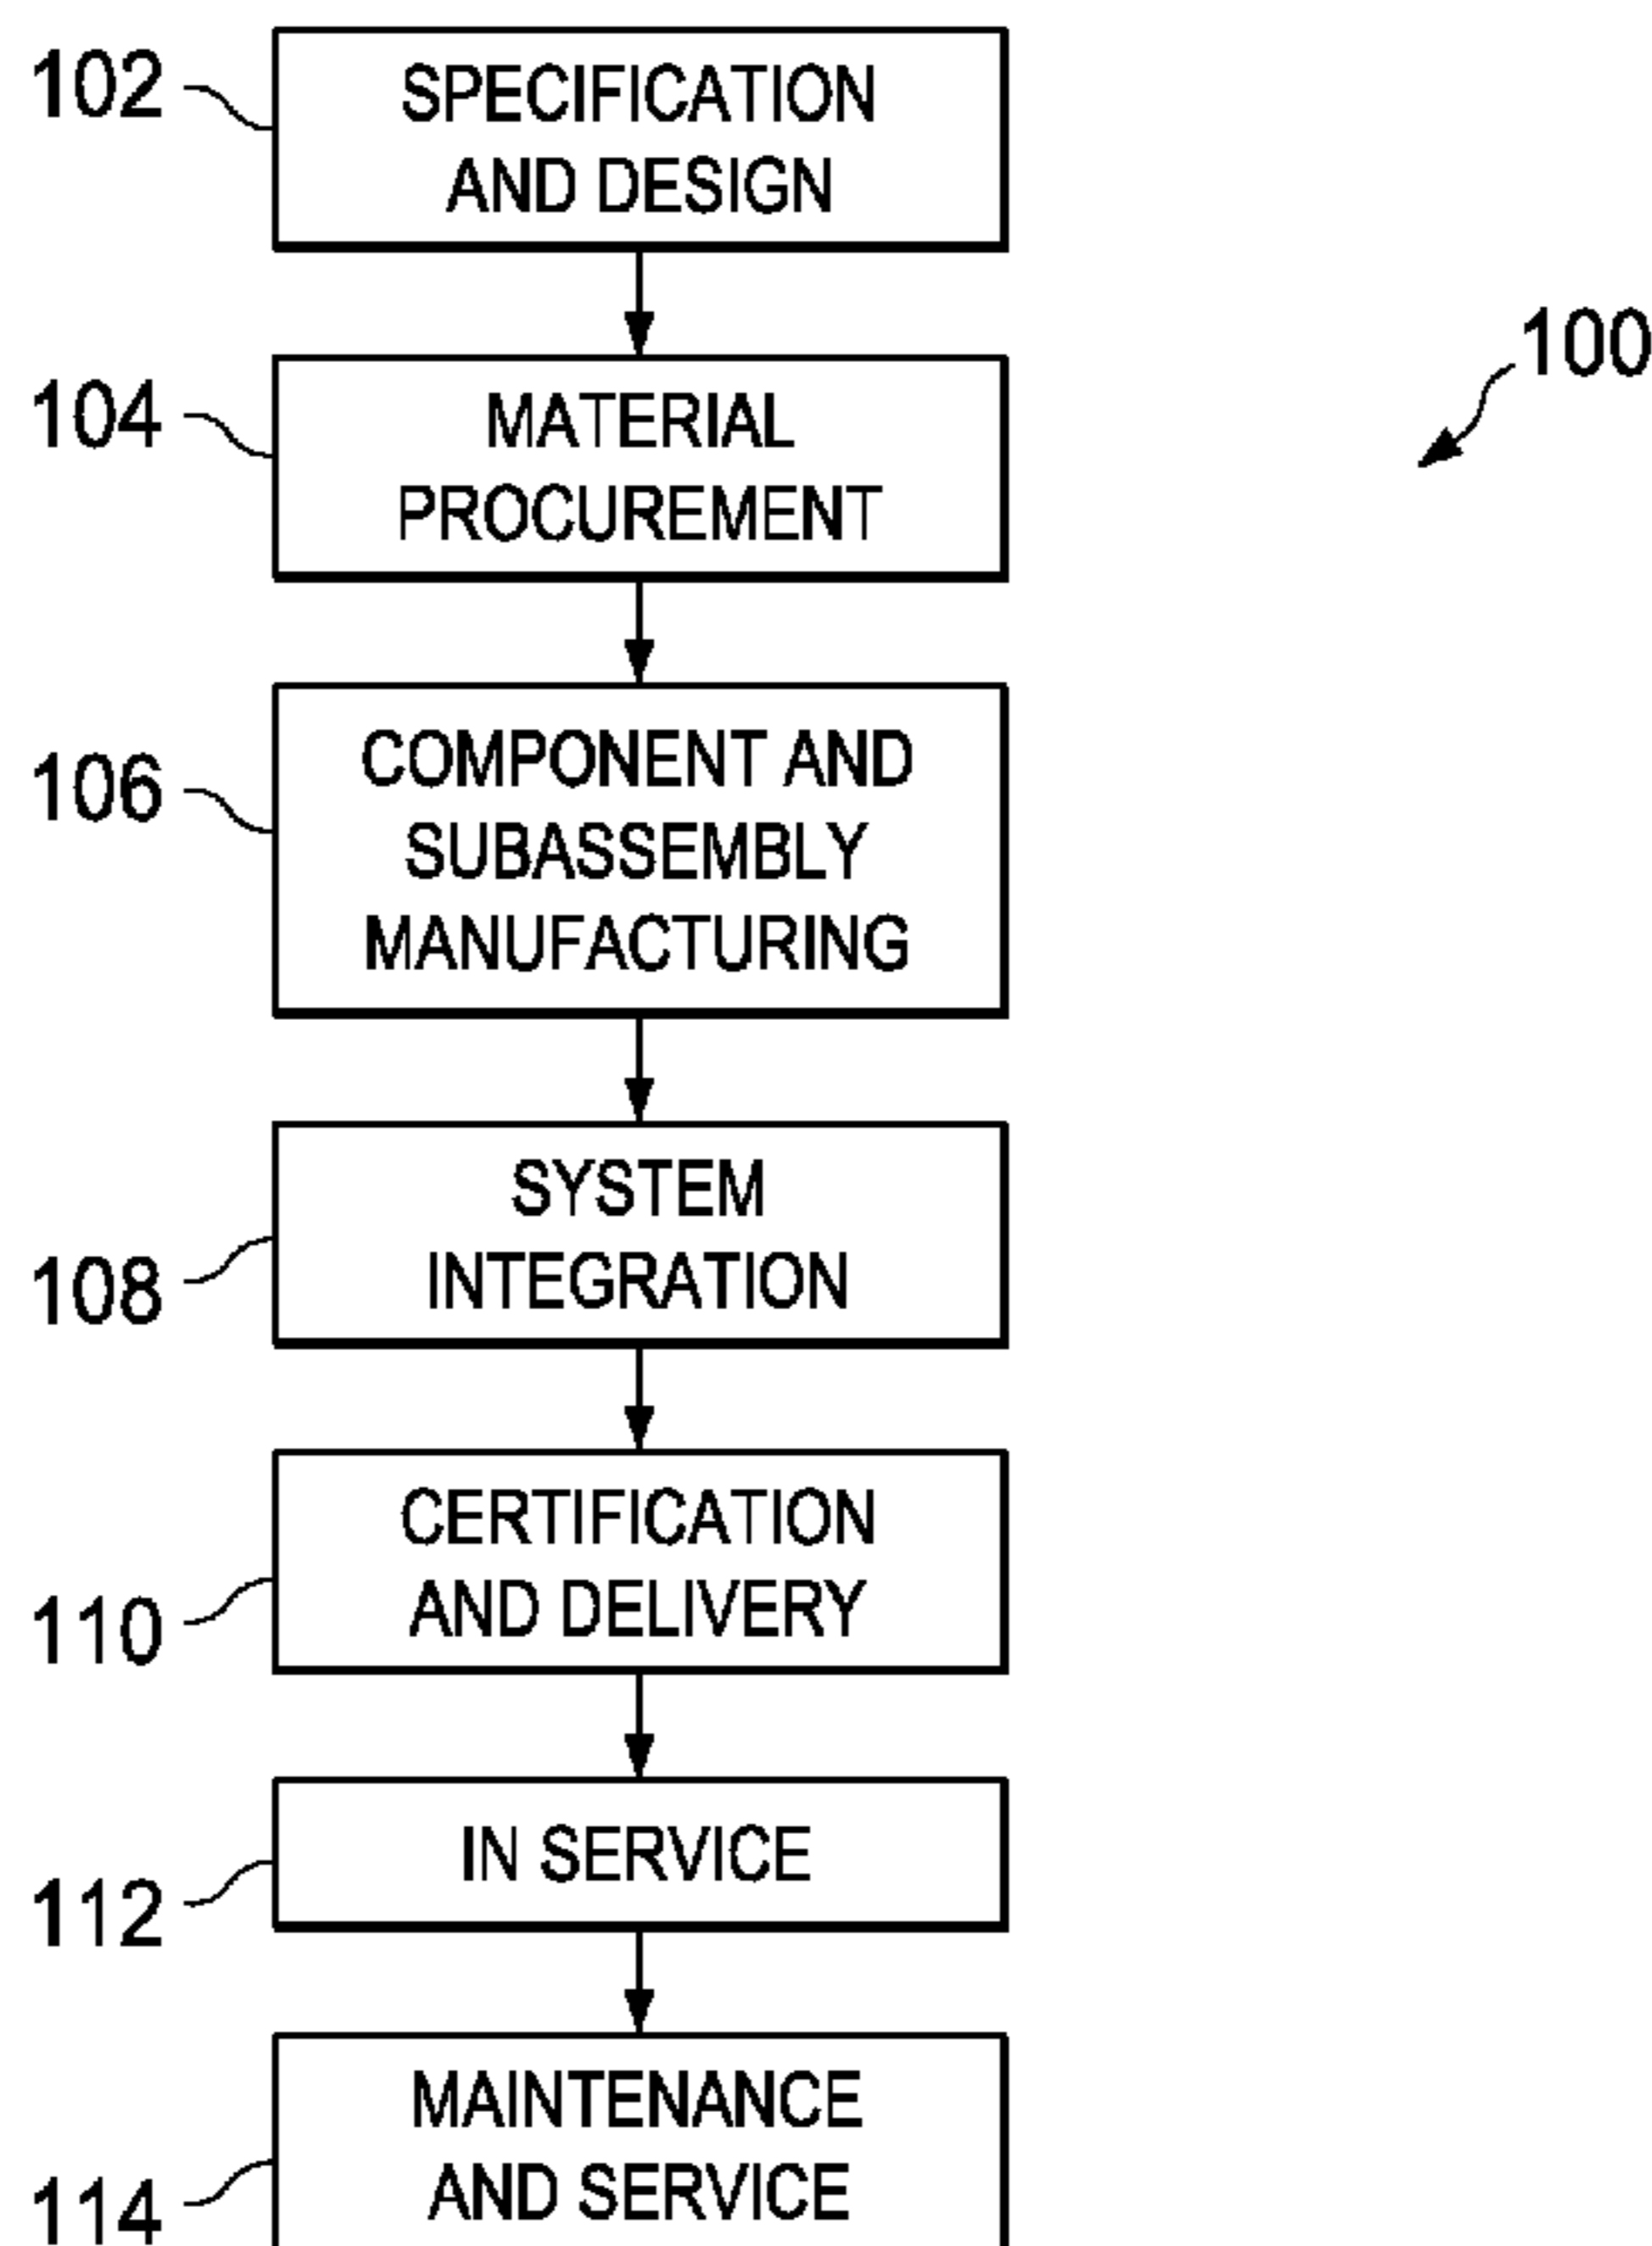 102
SPECIFICATION
AND DESIGN
100
104
MATERIAL
PROCUREMENT
106
COMPONENT AND
SUBASSEMBLY
MANUFACTURING
108
SYSTEM
INTEGRATION
110
CERTIFICATION
AND DELIVERY
112
IN SERVICE
114
MAINTENANCE
AND SERVICE